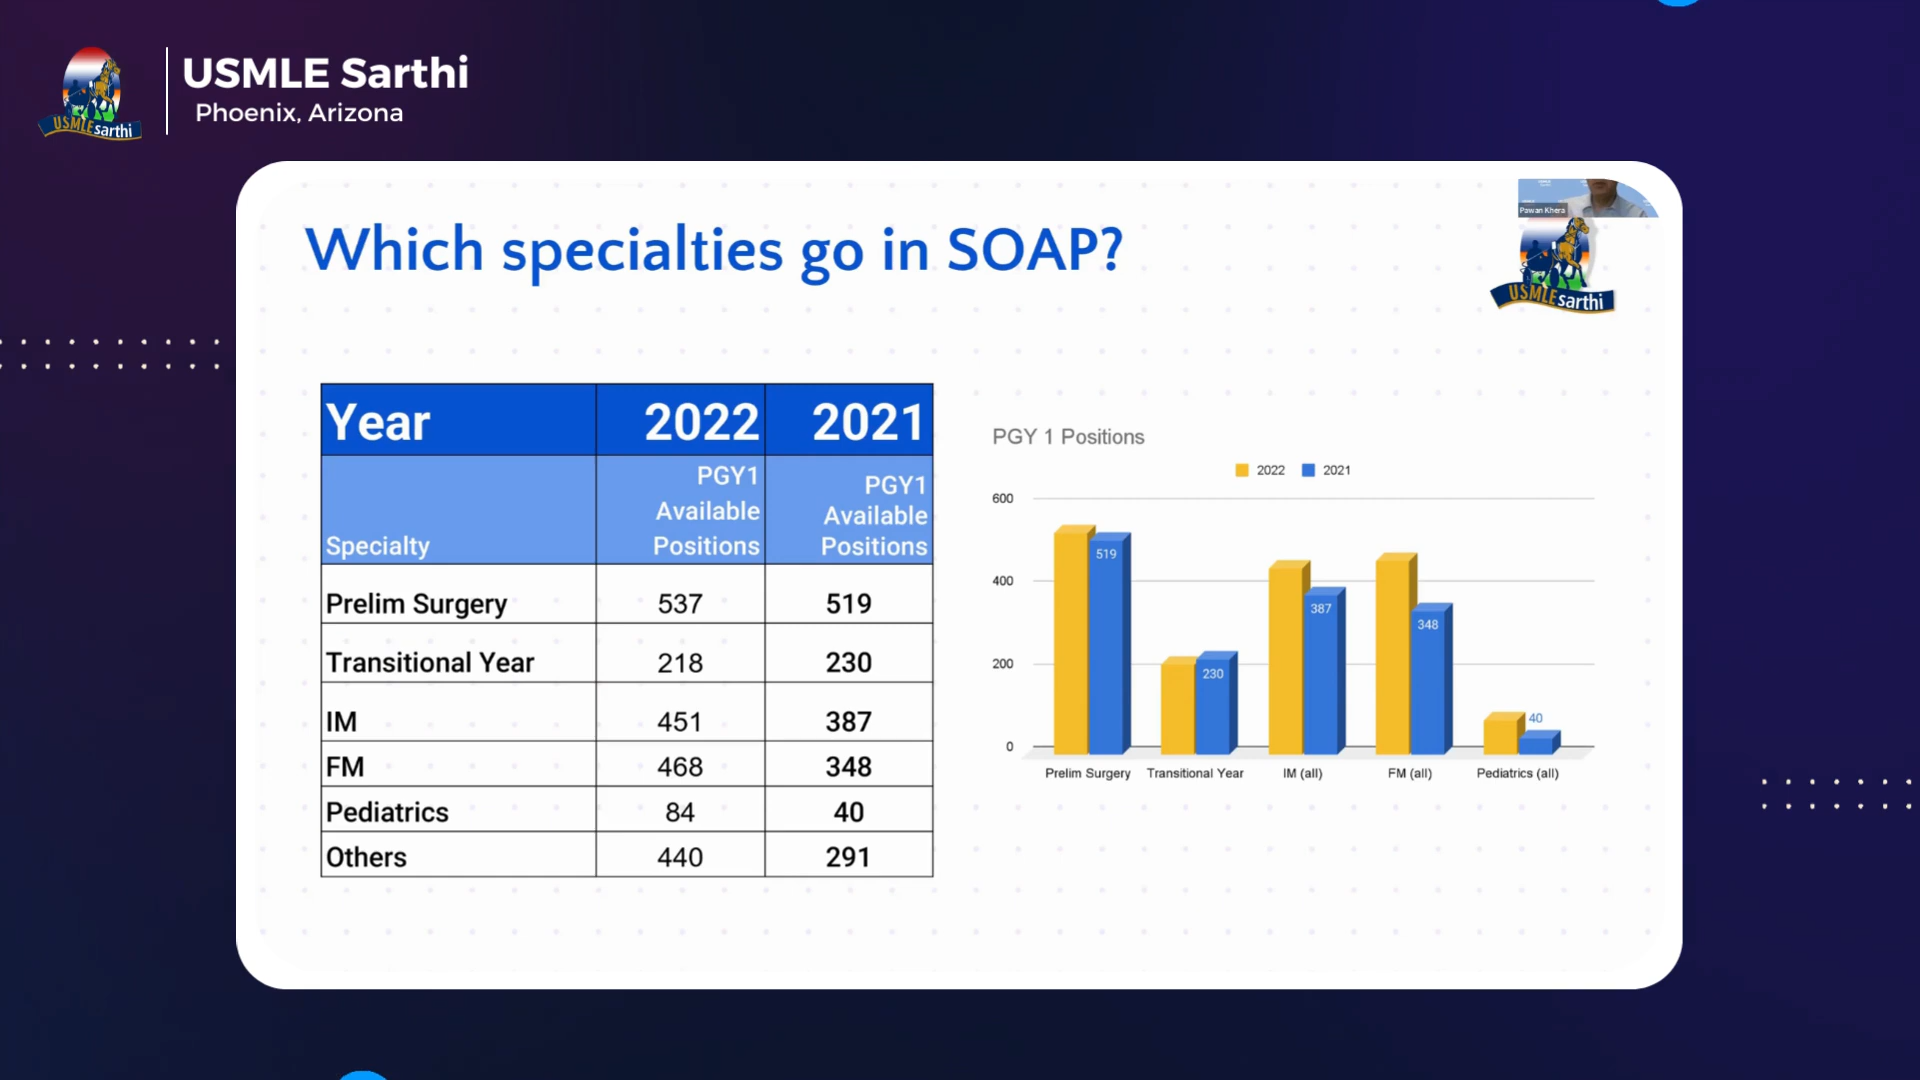 USMLE Sarthi
Phoenix, Arizona
USMLE sarthi
Which specialties go in SOAP?
Pawan Khera
USMLE sarthi
Year 2022 2021
Specialty PGY1 Available Positions PGY1 Available Positions
Prelim Surgery 537 519
Transitional Year 218 230
IM 451 387
FM 468 348
Pediatrics 84 40
Others 440 291
PGY 1 Positions
2022 2021
600
400
200
0
519
230
387
348
40
Prelim Surgery Transitional Year IM (all) FM (all) Pediatrics (all)